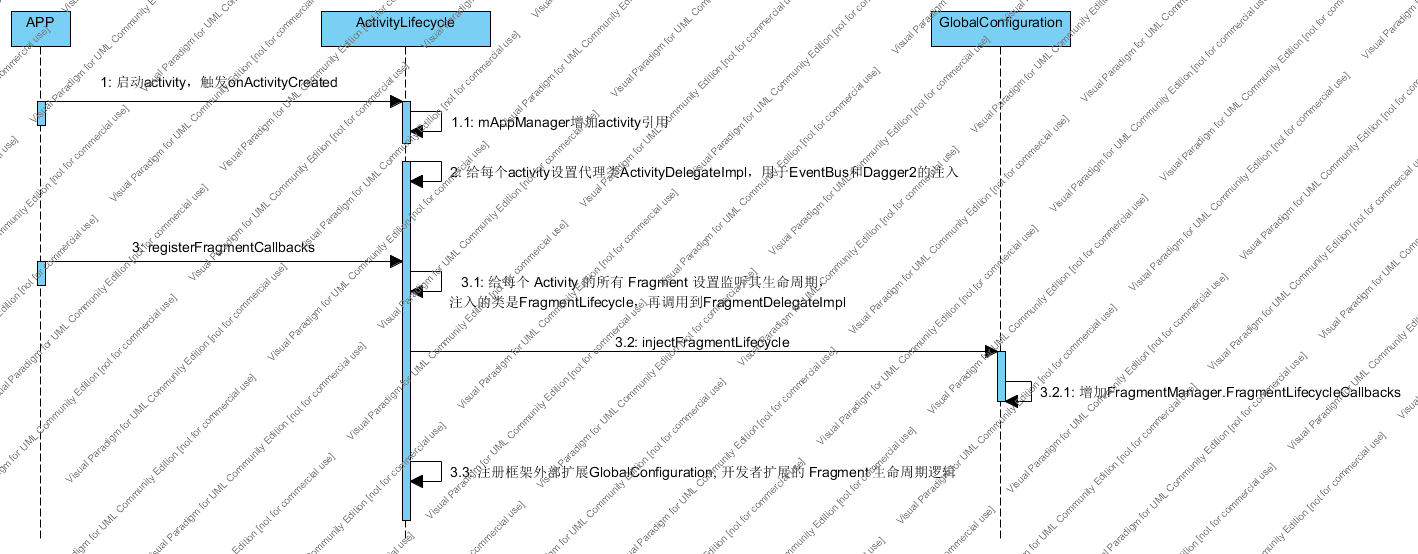 APP
ActivityLifecycle
GlobalConfiguration
1: 启动activity，触发onActivityCreated
1.1: mAppManager增加activity引用
2: 给每个activity设置代理类ActivityDelegateImpl，用于EventBus和Dagger2的注入
3: registerFragmentCallbacks
3.1: 给每个 Activity 的所有 Fragment 设置监听其生命周期，
注入的类是FragmentLifecycle，再调用到FragmentDelegateImpl
3.2: injectFragmentLifecycle
3.2.1: 增加FragmentManager.FragmentLifecycleCallbacks
3.3: 注册框架外部扩展GlobalConfiguration, 开发者扩展的 Fragment 生命周期逻辑
Visual Paradigm for UML Community Edition [not for commercial use]